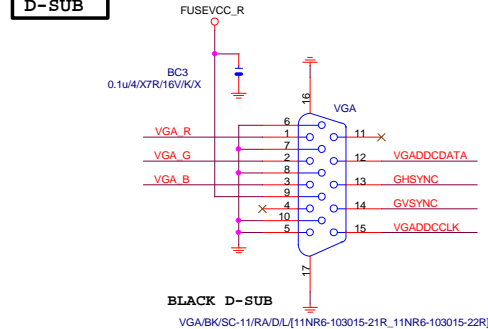 D-SUB
FUSEVCC_R
BC3
0.1u/4/X7R/16V/K/X
16
VGA
6
VGA_R 1 11
7
VGA_G 2 12 VGADDCDATA
8
VGA_B 3 13 GHSYNC
9
4 14 GVSYNC
10
5 15 VGADDCCLK
17
BLACK D-SUB
VGA/BK/SC-11/RA/D/L/[11NR6-103015-21R_11NR6-103015-22R]